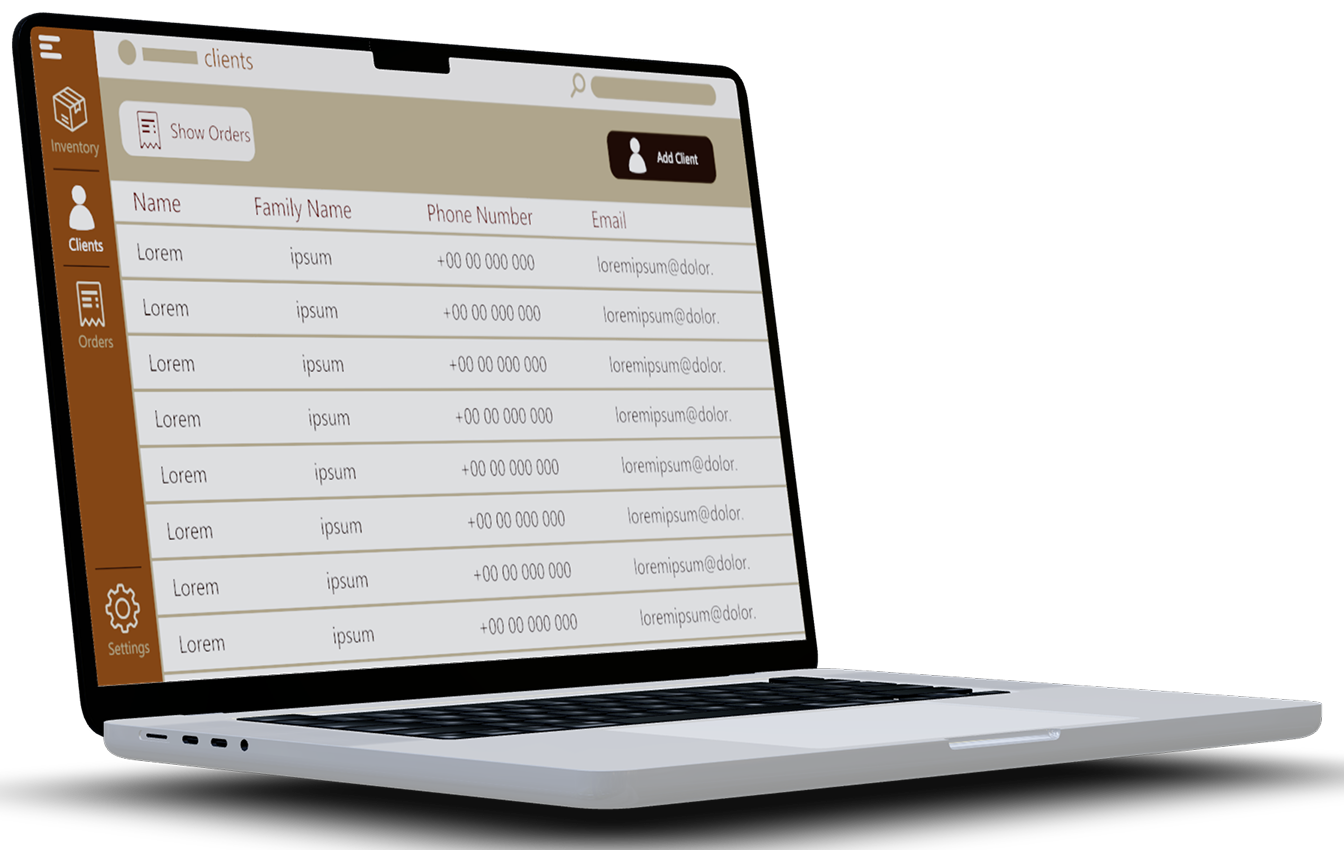 clients
Show Orders
Add Client
Inventory
Clients
Orders
Settings
Name Family Name Phone Number Email
Lorem ipsum +00 00 000 000 loremipsum@dolor.
Lorem ipsum +00 00 000 000 loremipsum@dolor.
Lorem ipsum +00 00 000 000 loremipsum@dolor.
Lorem ipsum +00 00 000 000 loremipsum@dolor.
Lorem ipsum +00 00 000 000 loremipsum@dolor.
Lorem ipsum +00 00 000 000 loremipsum@dolor.
Lorem ipsum +00 00 000 000 loremipsum@dolor.
Lorem ipsum +00 00 000 000 loremipsum@dolor.